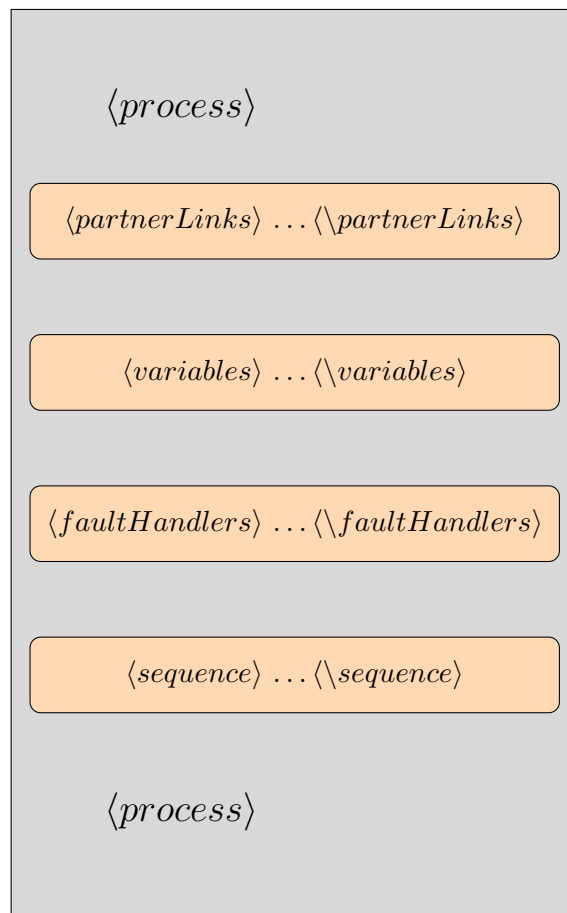 ⟨process⟩
⟨partnerLinks⟩ …⟨\partnerLinks⟩
⟨variables⟩ …⟨\variables⟩
⟨faultHandlers⟩ …⟨\faultHandlers⟩
⟨sequence⟩ …⟨\sequence⟩
⟨process⟩